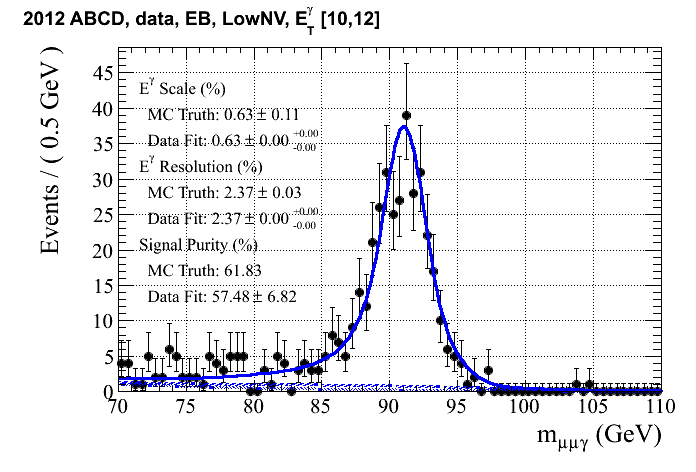 2012 ABCD, data, EB, LowNV, E_T^γ [10,12]
Events / ( 0.5 GeV )
45
40
35
30
25
20
15
10
5
0
E^γ Scale (%)
MC Truth: 0.63 ± 0.11
Data Fit: 0.63 ± 0.00 +0.00 -0.00
E^γ Resolution (%)
MC Truth: 2.37 ± 0.03
Data Fit: 2.37 ± 0.00 +0.00 -0.00
Signal Purity (%)
MC Truth: 61.83
Data Fit: 57.48 ± 6.82
70 75 80 85 90 95 100 105 110
m_μμγ (GeV)